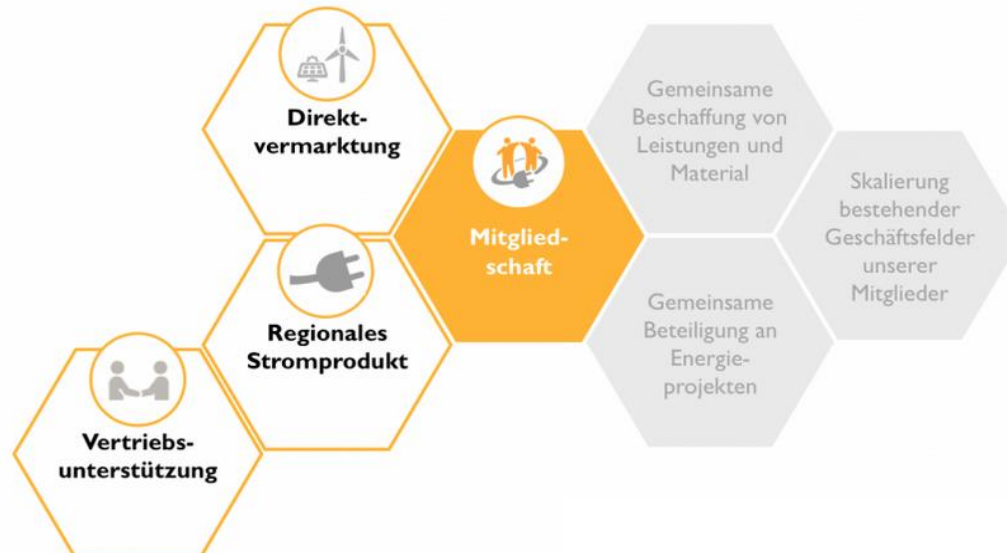 Direkt-
vermarktung
Regionales
Stromprodukt
Vertriebs-
unterstützung
Mitglied-
schaft
Gemeinsame
Beschaffung von
Leistungen und
Material
Gemeinsame
Beteiligung an
Energie-
projekten
Skalierung
bestehender
Geschäftsfelder
unserer
Mitglieder